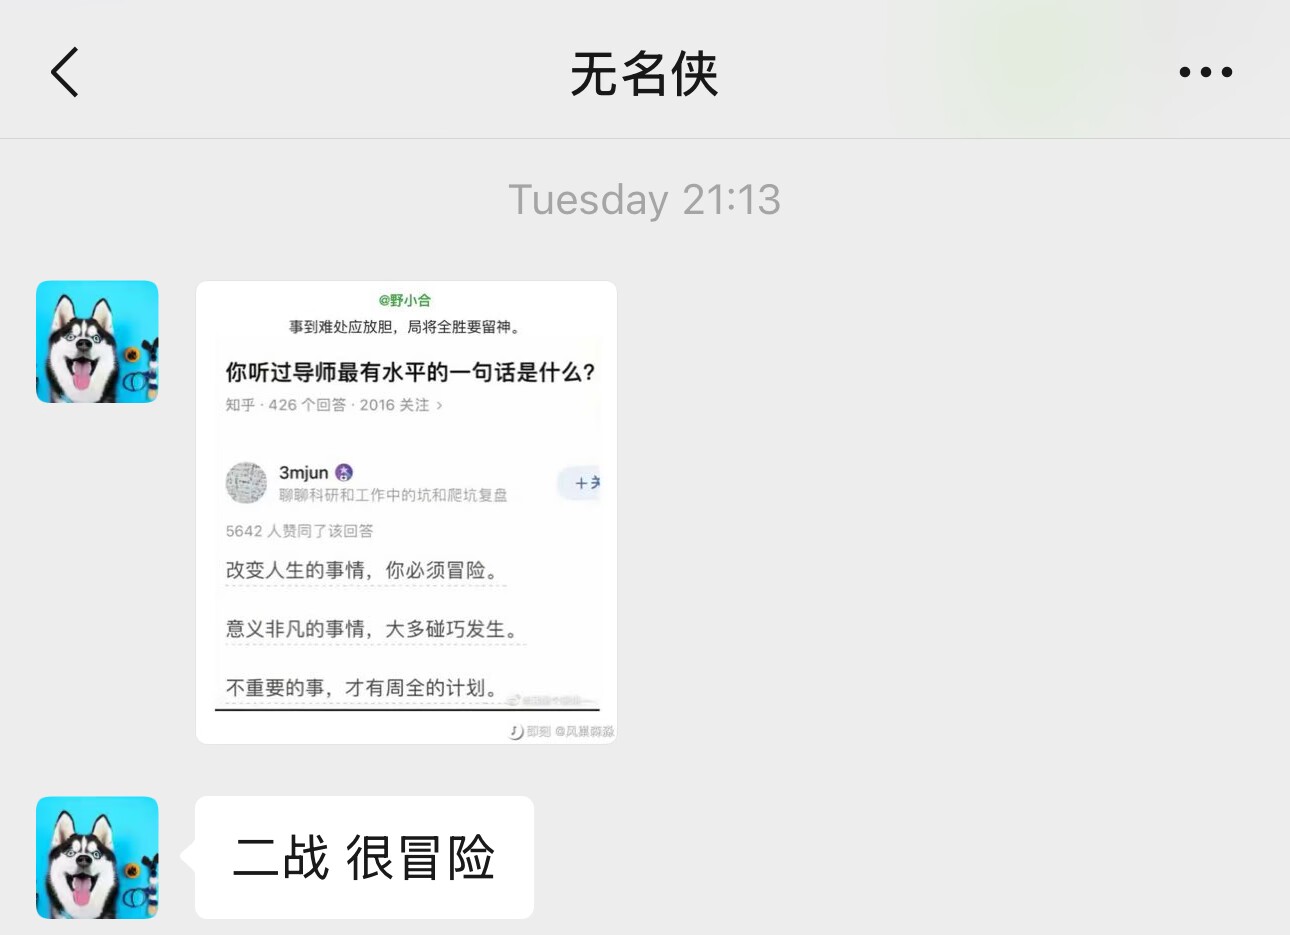 无名侠
Tuesday 21:13
@野小合
事到难处应放胆，局将全胜要留神。
你听过导师最有水平的一句话是什么?
知乎 · 426 个回答 · 2016 关注 ›
3mjun
+关
聊聊科研和工作中的坑和爬坑复盘
5642 人赞同了该回答
改变人生的事情，你必须冒险。
意义非凡的事情，大多碰巧发生。
不重要的事，才有周全的计划。
即刻 @风巢淼淼
二战 很冒险